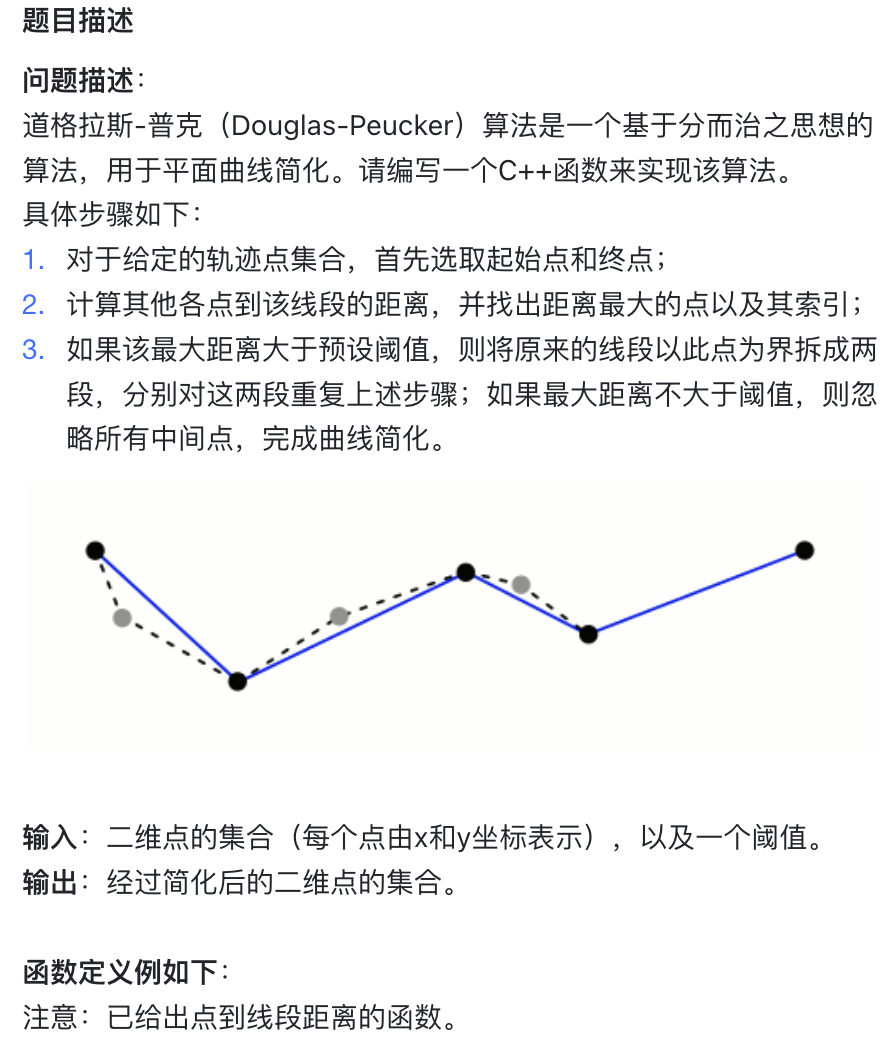 题目描述
问题描述：
道格拉斯-普克（Douglas-Peucker）算法是一个基于分而治之思想的
算法，用于平面曲线简化。请编写一个C++函数来实现该算法。
具体步骤如下：
1. 对于给定的轨迹点集合，首先选取起始点和终点；
2. 计算其他各点到该线段的距离，并找出距离最大的点以及其索引；
3. 如果该最大距离大于预设阈值，则将原来的线段以此点为界拆成两
段，分别对这两段重复上述步骤；如果最大距离不大于阈值，则忽
略所有中间点，完成曲线简化。
输入：二维点的集合（每个点由x和y坐标表示），以及一个阈值。
输出：经过简化后的二维点的集合。
函数定义例如下：
注意：已给出点到线段距离的函数。